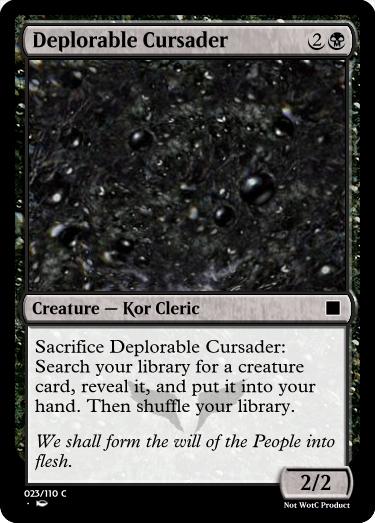 Deplorable Cursader 2
Creature — Kor Cleric
Sacrifice Deplorable Cursader:
Search your library for a creature
card, reveal it, and put it into your
hand. Then shuffle your library.
We shall form the will of the People into
flesh.
2/2
023/110 C
Not WotC Product